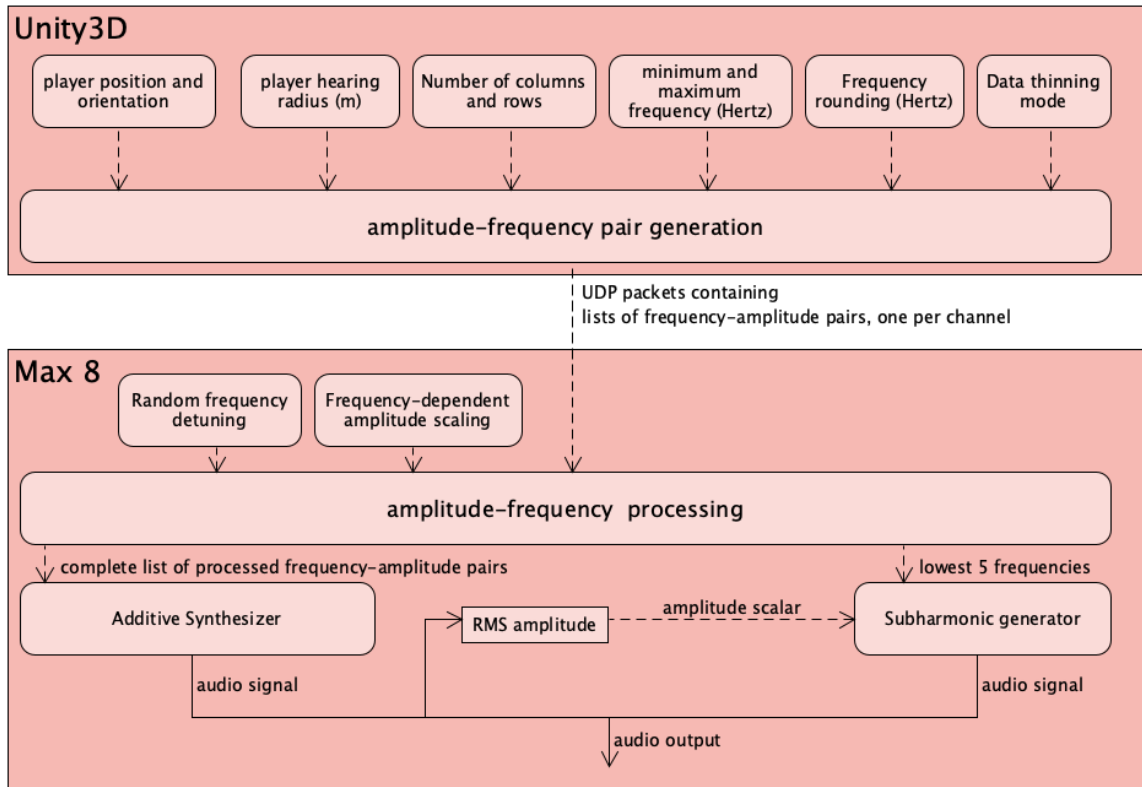 Unity3D
player position and
orientation
player hearing
radius (m)
Number of columns
and rows
minimum and
maximum
frequency (Hertz)
Frequency
rounding (Hertz)
Data thinning
mode
amplitude-frequency pair generation
UDP packets containing
lists of frequency-amplitude pairs, one per channel
Max 8
Random frequency
detuning
Frequency-dependent
amplitude scaling
amplitude-frequency processing
complete list of processed frequency-amplitude pairs
lowest 5 frequencies
Additive Synthesizer
RMS amplitude
amplitude scalar
Subharmonic generator
audio signal
audio signal
audio output